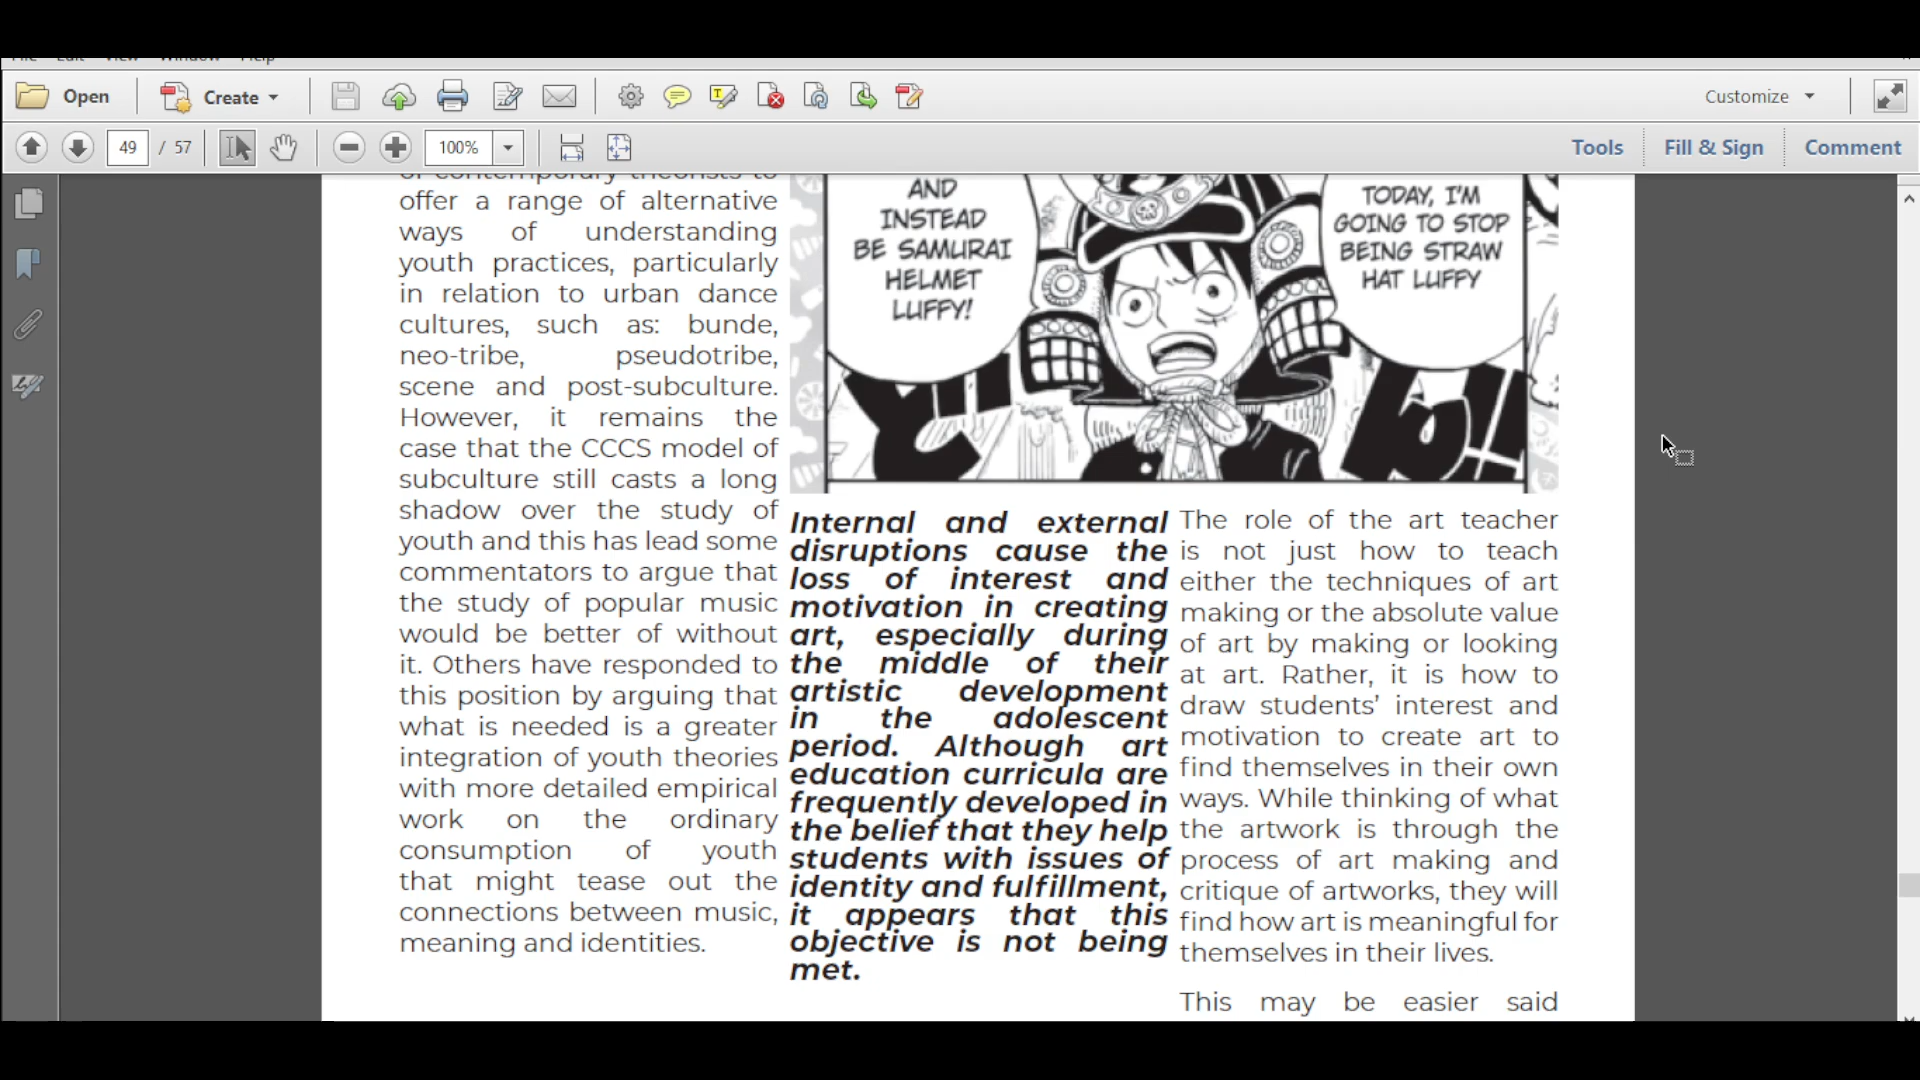 File Edit View Window Help
Open
Create
Customize
49 / 57
100%
Tools
Fill & Sign
Comment
of contemporary theorists to
offer a range of alternative
ways of understanding
youth practices, particularly
in relation to urban dance
cultures, such as: bunde,
neo-tribe, pseudotribe,
scene and post-subculture.
However, it remains the
case that the CCCS model of
subculture still casts a long
shadow over the study of
youth and this has lead some
commentators to argue that
the study of popular music
would be better of without
it. Others have responded to
this position by arguing that
what is needed is a greater
integration of youth theories
with more detailed empirical
work on the ordinary
consumption of youth
that might tease out the
connections between music,
meaning and identities.
TODAY, I'M
GOING TO STOP
BEING STRAW
HAT LUFFY
AND
INSTEAD
BE SAMURAI
HELMET
LUFFY!
Internal and external
disruptions cause the
loss of interest and
motivation in creating
art, especially during
the middle of their
artistic development
in the adolescent
period. Although art
education curricula are
frequently developed in
the belief that they help
students with issues of
identity and fulfillment,
it appears that this
objective is not being
met.
The role of the art teacher
is not just how to teach
either the techniques of art
making or the absolute value
of art by making or looking
at art. Rather, it is how to
draw students' interest and
motivation to create art to
find themselves in their own
ways. While thinking of what
the artwork is through the
process of art making and
critique of artworks, they will
find how art is meaningful for
themselves in their lives.
This may be easier said